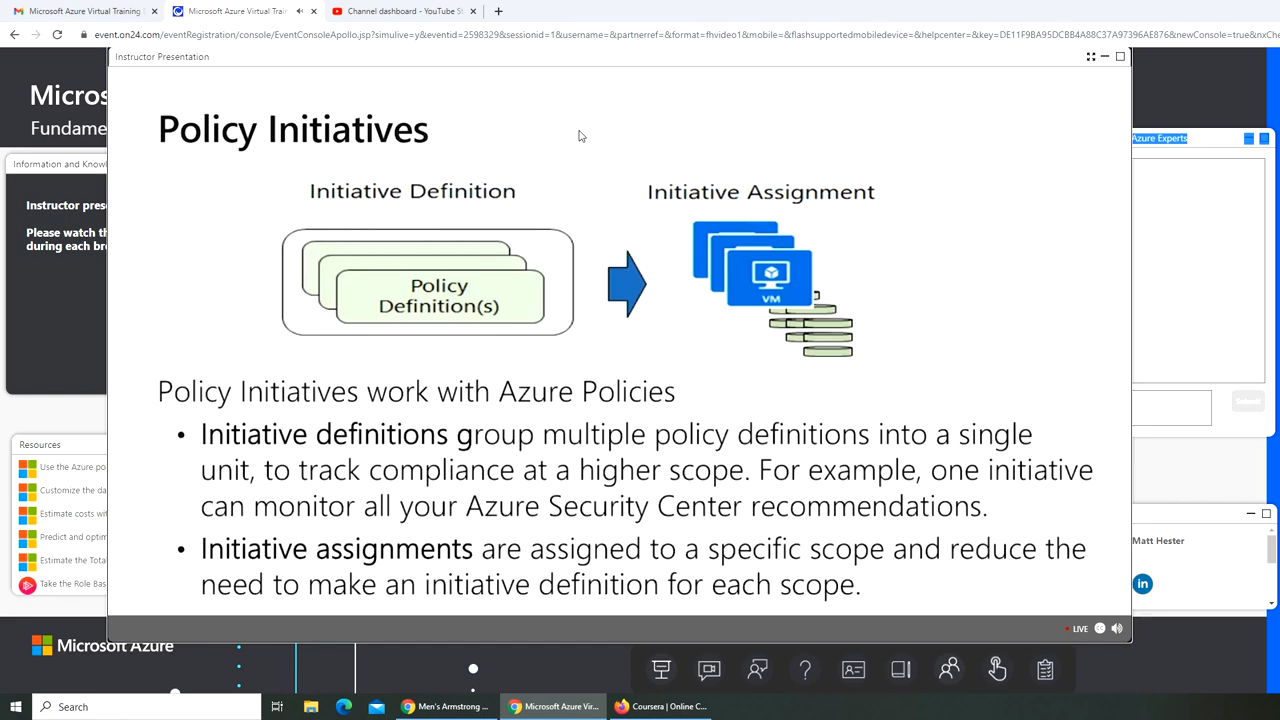 Microsoft Azure Virtual Training
Microsoft Azure Virtual Train
Channel dashboard - YouTube St
event.on24.com/eventRegistration/console/EventConsoleApollo.jsp?simulive=y&eventid=2598329&sessionid=1&username=&partnerref=&format=fhvideo1&mobile=&flashsupportedmobiledevice=&helpcenter=&key=DE11F9BA95DCBB4A88C37A97396AE876&newConsole=true&nxChe
Instructor Presentation
Micros
Fundame
Information and Knowl
Instructor pres
Please watch th
during each bre
Azure Experts
Policy Initiatives
Initiative Definition
Initiative Assignment
Policy
Definition(s)
VM
Policy Initiatives work with Azure Policies
• Initiative definitions group multiple policy definitions into a single
unit, to track compliance at a higher scope. For example, one initiative
can monitor all your Azure Security Center recommendations.
• Initiative assignments are assigned to a specific scope and reduce the
need to make an initiative definition for each scope.
Submit
Resources
Use the Azure po
Customize the da
Estimate costs wit
Predict and optim
Estimate the Tota
Take the Role Bas
Matt Hester
in
LIVE
CC
Microsoft Azure
Search
Men's Armstrong ...
Microsoft Azure Vir...
Coursera | Online C...